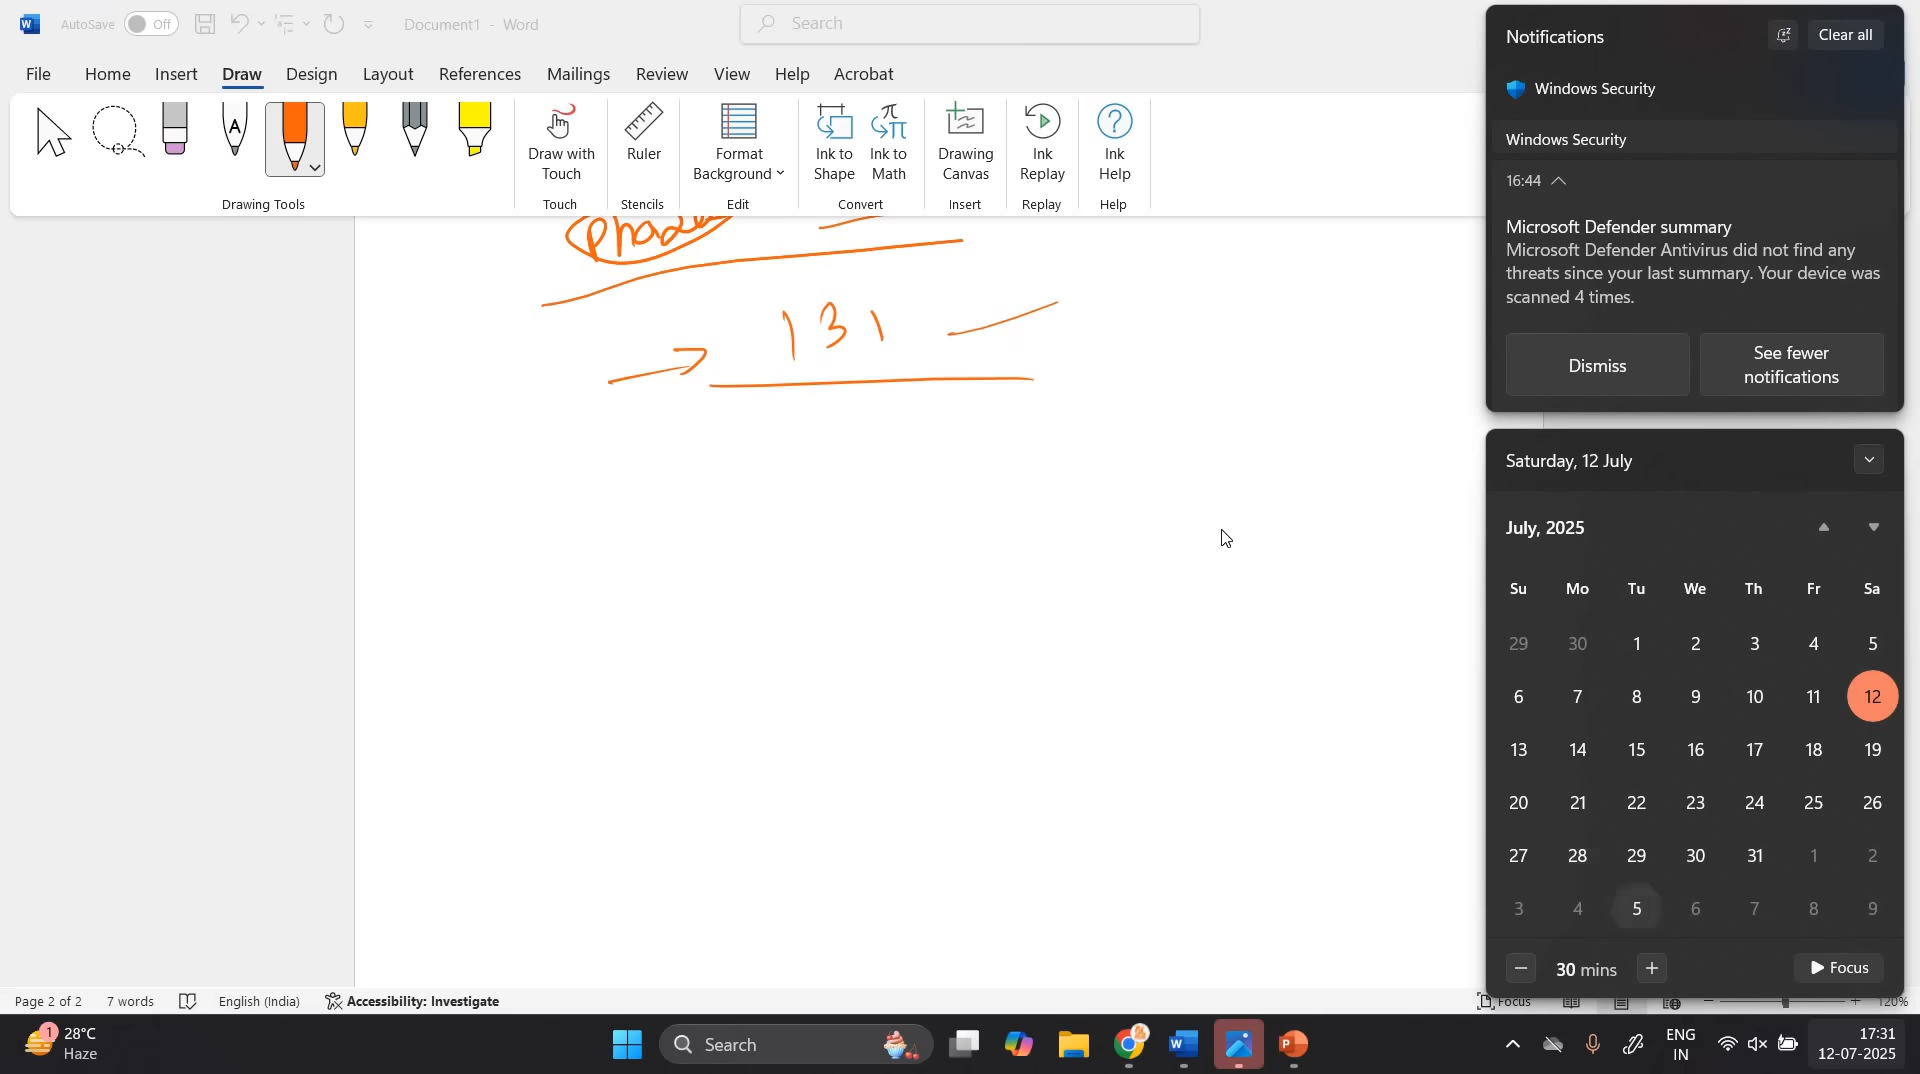 AutoSave Off Document1 - Word Search
File Home Insert Draw Design Layout References Mailings Review View Help Acrobat
Draw with Touch Ruler Format Background Ink to Shape Ink to Math Drawing Canvas Ink Replay Ink Help
Drawing Tools Touch Stencils Edit Convert Insert Replay Help
131
Notifications Clear all
Windows Security
Windows Security
16:44
Microsoft Defender summary
Microsoft Defender Antivirus did not find any
threats since your last summary. Your device was
scanned 4 times.
Dismiss See fewer notifications
Saturday, 12 July
July, 2025
Su Mo Tu We Th Fr Sa
29 30 1 2 3 4 5
6 7 8 9 10 11 12
13 14 15 16 17 18 19
20 21 22 23 24 25 26
27 28 29 30 31 1 2
3 4 5 6 7 8 9
30 mins Focus
Page 2 of 2 7 words English (India) Accessibility: Investigate Focus 120%
1 28°C
Haze
Search
ENG
IN
17:31
12-07-2025